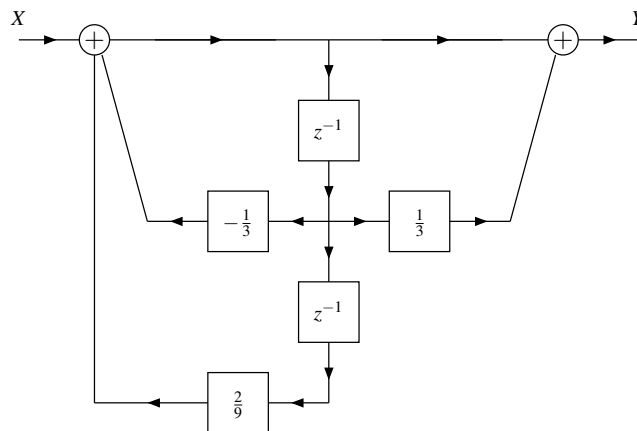 X Y
+ +
z⁻¹
−1/3 1/3
z⁻¹
2/9